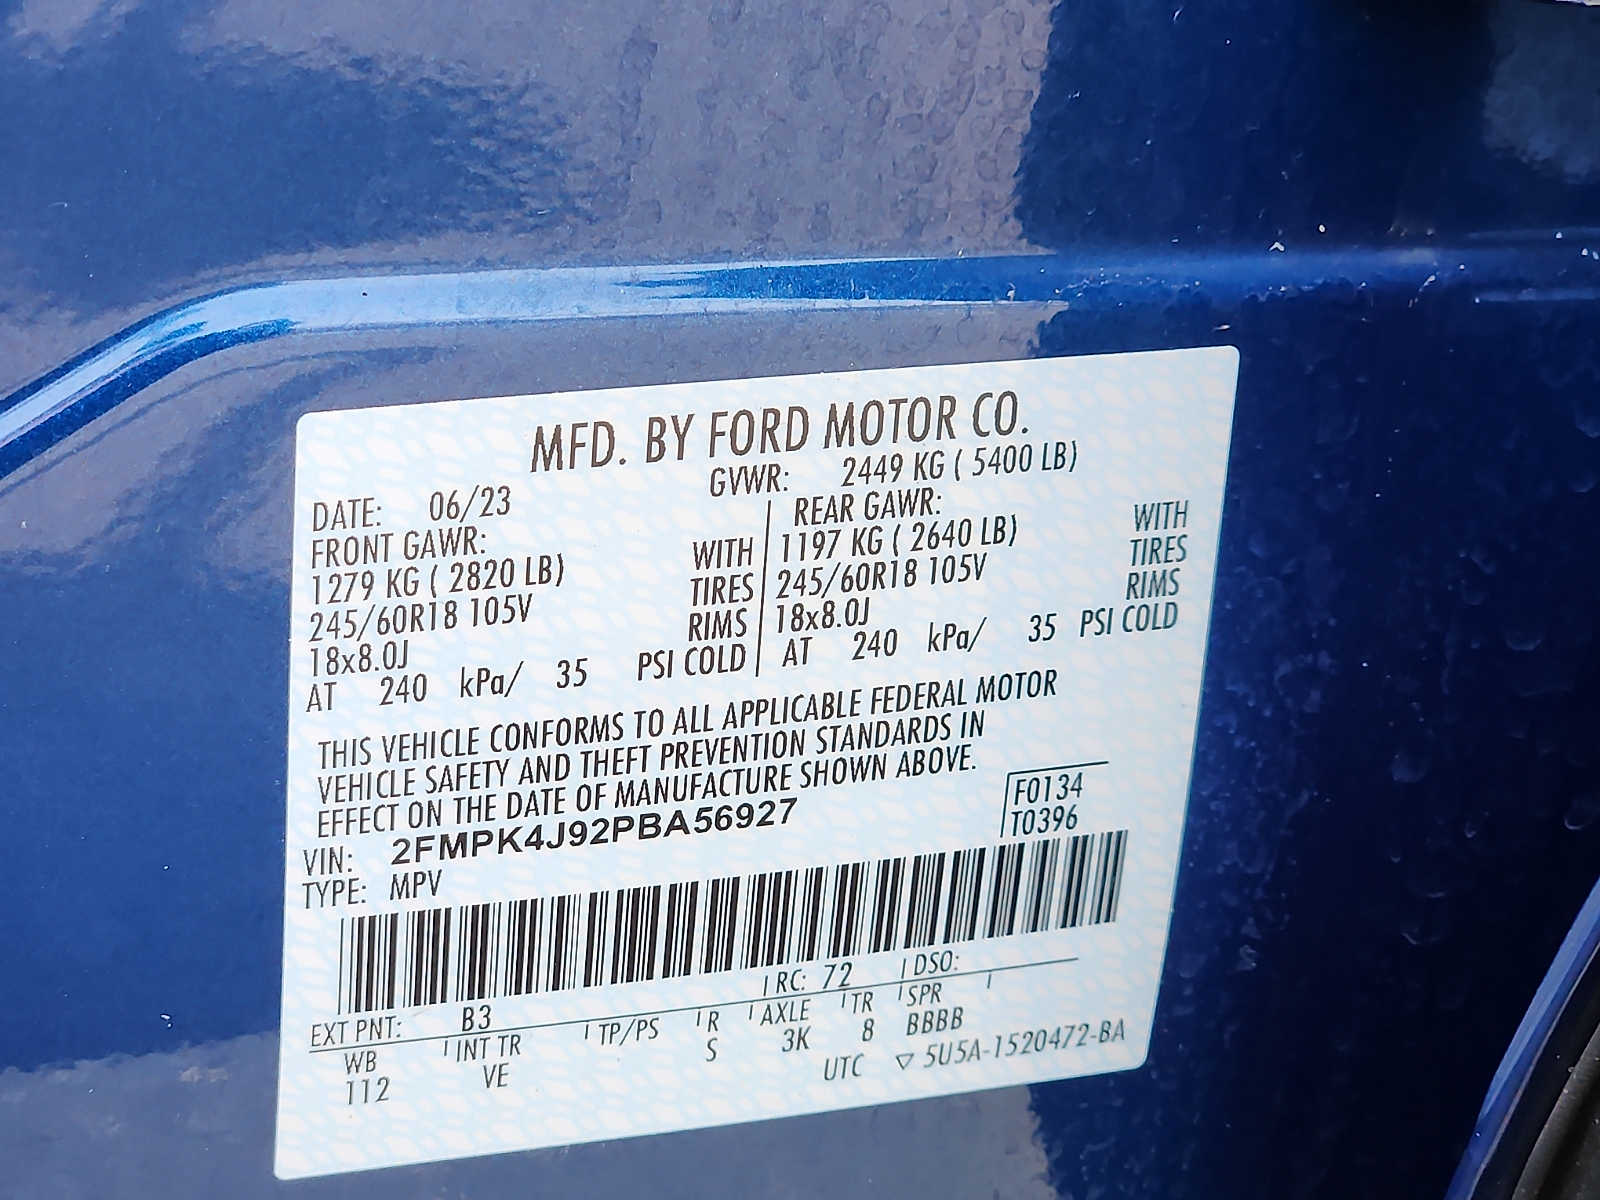 MFD. BY FORD MOTOR CO.
DATE: 06/23 GVWR: 2449 KG ( 5400 LB)
FRONT GAWR: REAR GAWR:
1279 KG ( 2820 LB) WITH 1197 KG ( 2640 LB) WITH
245/60R18 105V TIRES 245/60R18 105V TIRES
18x8.0J RIMS 18x8.0J RIMS
AT 240 kPa/ 35 PSI COLD AT 240 kPa/ 35 PSI COLD
THIS VEHICLE CONFORMS TO ALL APPLICABLE FEDERAL MOTOR
VEHICLE SAFETY AND THEFT PREVENTION STANDARDS IN
EFFECT ON THE DATE OF MANUFACTURE SHOWN ABOVE.
VIN: 2FMPK4J92PBA56927 F0134
TYPE: MPV T0396
EXT PNT: B3 RC: 72 DSO:
WB INT TR TP/PS R AXLE TR SPR
112 VE S 3K 8 BBBB
UTC ▽ 5U5A-1520472-BA